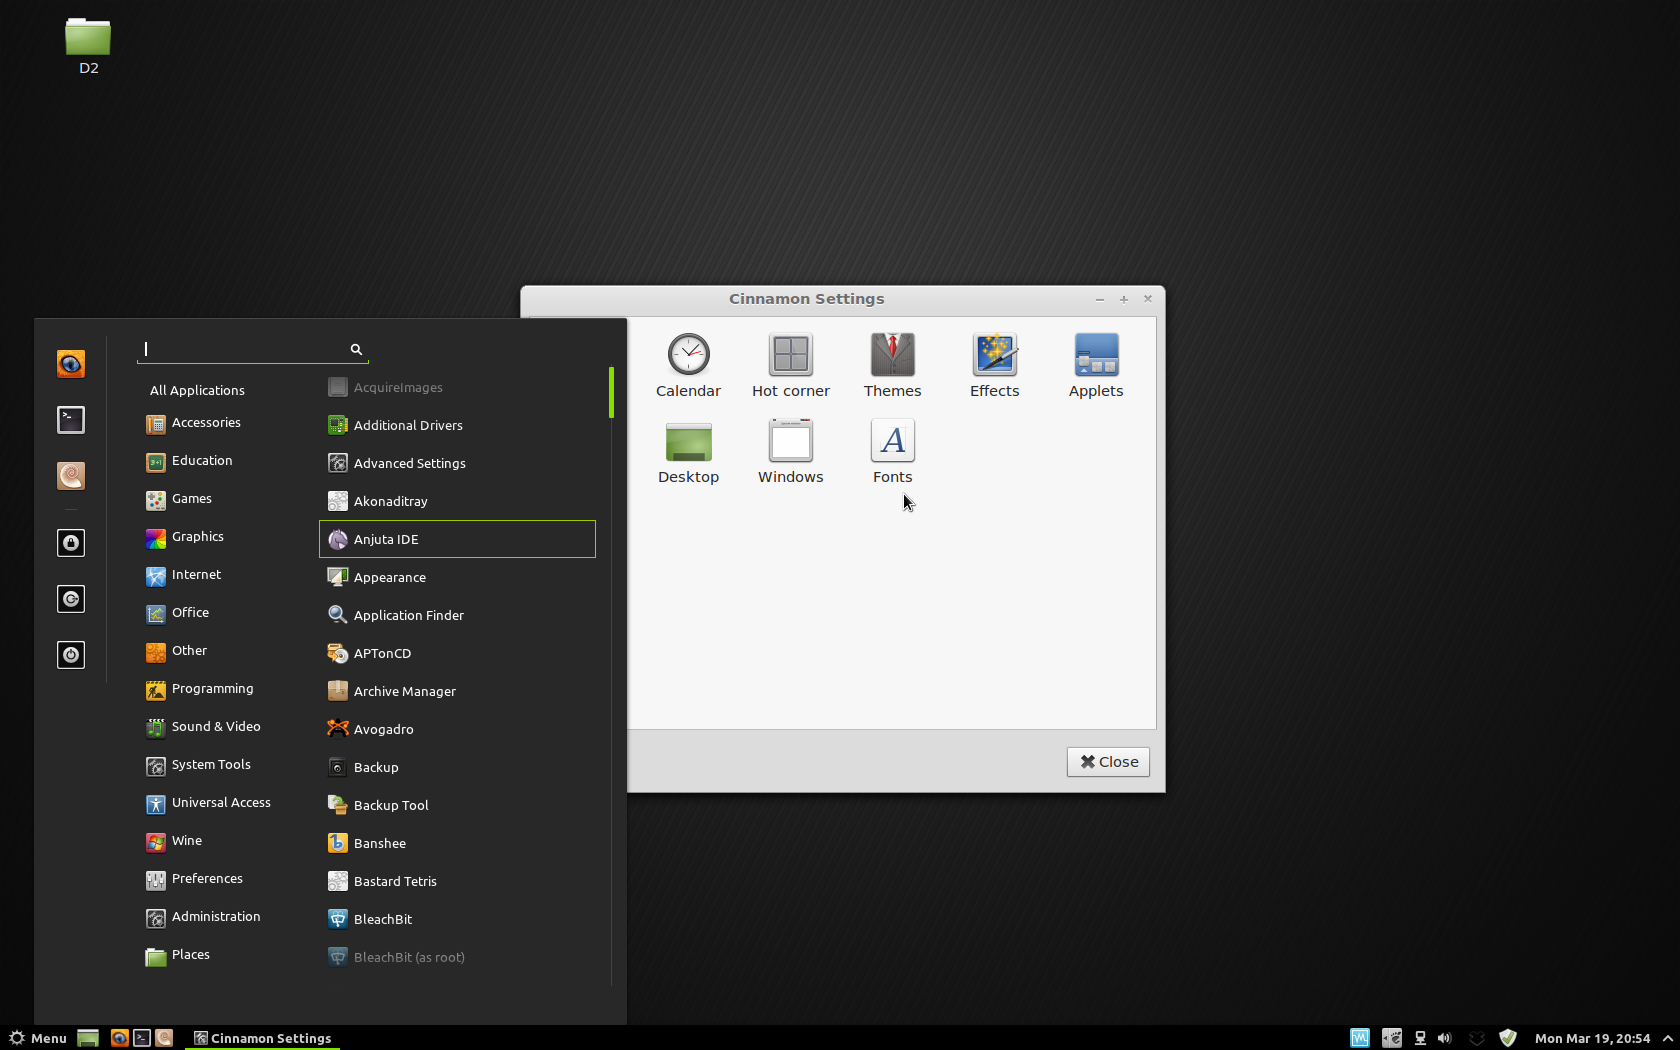 D2
Cinnamon Settings
Calendar
Hot corner
Themes
Effects
Applets
Desktop
Windows
Fonts
Close
All Applications
Accessories
Education
Games
Graphics
Internet
Office
Other
Programming
Sound & Video
System Tools
Universal Access
Wine
Preferences
Administration
Places
AcquireImages
Additional Drivers
Advanced Settings
Akonaditray
Anjuta IDE
Appearance
Application Finder
APTonCD
Archive Manager
Avogadro
Backup
Backup Tool
Banshee
Bastard Tetris
BleachBit
BleachBit (as root)
Menu
Cinnamon Settings
Mon Mar 19, 20:54